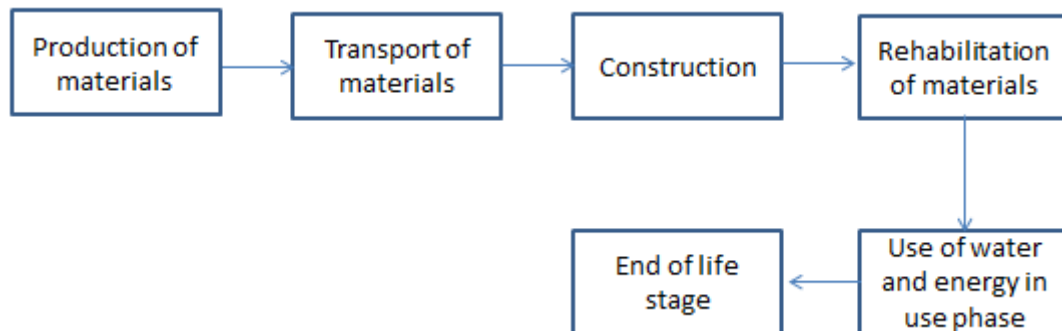 Production of
materials
Transport of
materials
Construction
Rehabilitation
of materials
Use of water
and energy in
use phase
End of life
stage